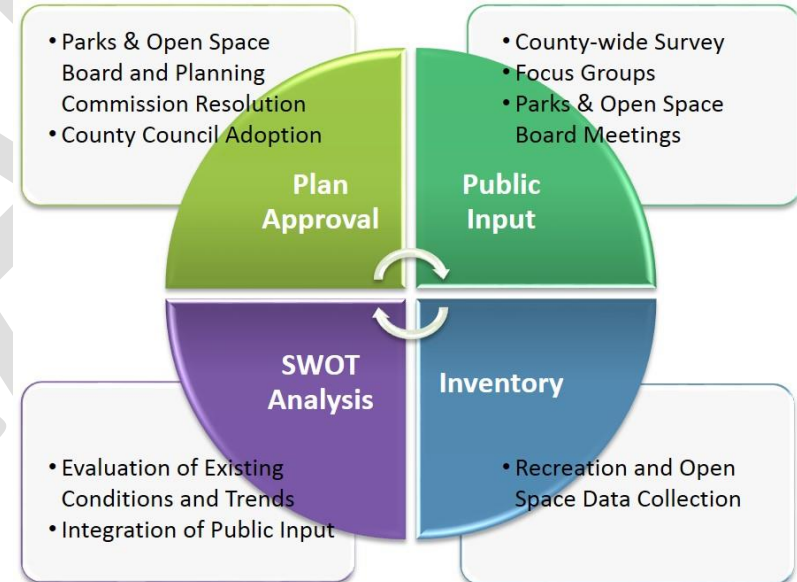 • Parks & Open Space
Board and Planning
Commission Resolution
• County Council Adoption
• County-wide Survey
• Focus Groups
• Parks & Open Space
Board Meetings
Plan
Approval
Public
Input
SWOT
Analysis
Inventory
• Evaluation of Existing
Conditions and Trends
• Integration of Public Input
• Recreation and Open
Space Data Collection